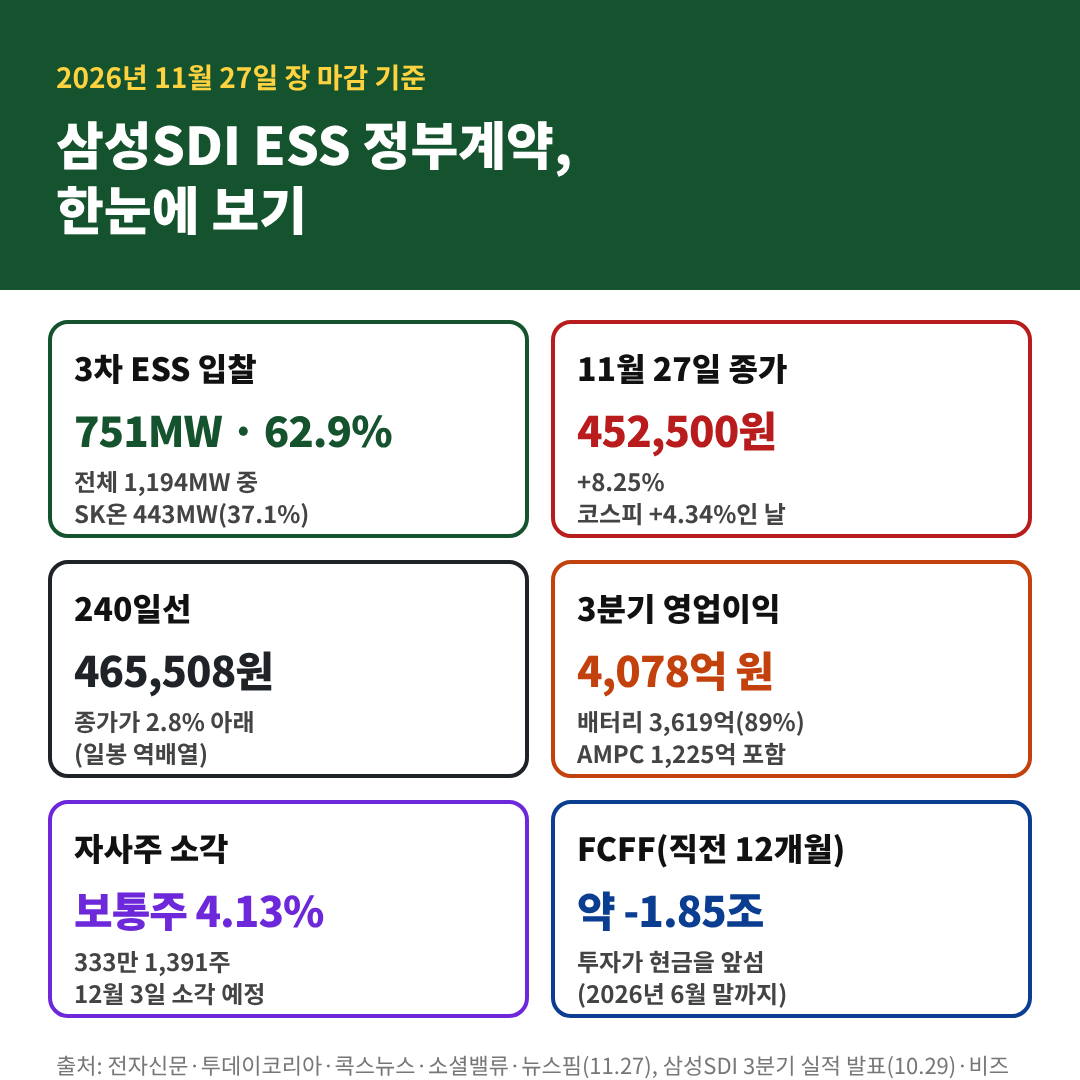 2026년 11월 27일 장 마감 기준
삼성SDI ESS 정부계약,
한눈에 보기
3차 ESS 입찰
751MW · 62.9%
전체 1,194MW 중
SK온 443MW(37.1%)
11월 27일 종가
452,500원
+8.25%
코스피 +4.34%인 날
240일선
465,508원
종가가 2.8% 아래
(일봉 역배열)
3분기 영업이익
4,078억 원
배터리 3,619억(89%)
AMPC 1,225억 포함
자사주 소각
보통주 4.13%
333만 1,391주
12월 3일 소각 예정
FCFF(직전 12개월)
약 -1.85조
투자가 현금을 앞섬
(2026년 6월 말까지)
출처: 전자신문·투데이코리아·콕스뉴스·소셜밸류·뉴스핌(11.27), 삼성SDI 3분기 실적 발표(10.29)·비즈